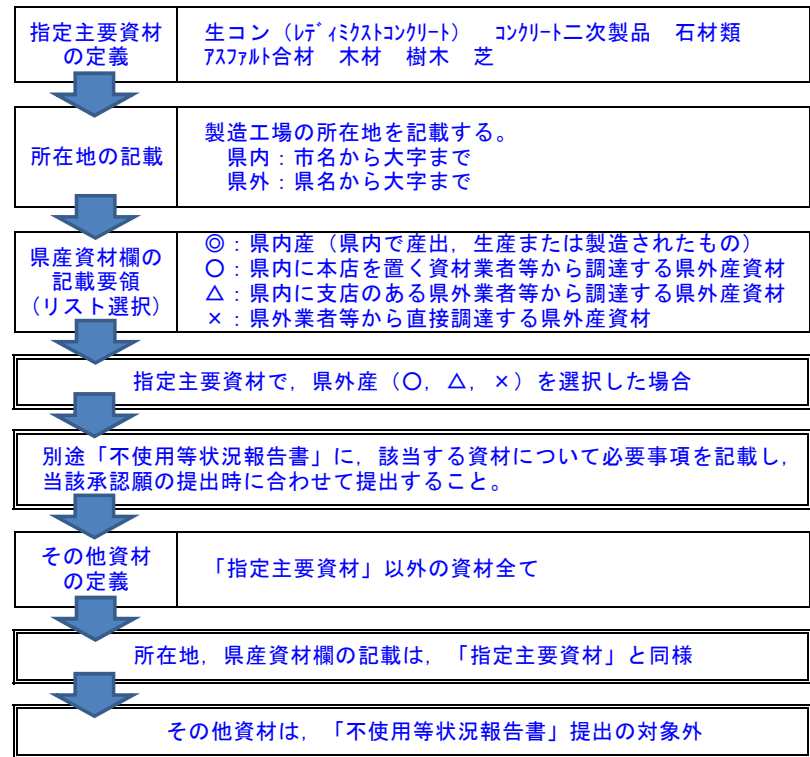 指定主要資材
の定義
生コン（ﾚﾃﾞｨﾐｸｽﾄｺﾝｸﾘｰﾄ）　ｺﾝｸﾘｰﾄ二次製品　石材類
ｱｽﾌｧﾙﾄ合材　木材　樹木　芝
所在地の記載
製造工場の所在地を記載する。
県内：市名から大字まで
県外：県名から大字まで
県産資材欄の
記載要領
（リスト選択）
◎：県内産（県内で産出，生産または製造されたもの）
○：県内に本店を置く資材業者等から調達する県外産資材
△：県内に支店のある県外業者等から調達する県外産資材
×：県外業者等から直接調達する県外産資材
指定主要資材で，県外産（○，△，×）を選択した場合
別途「不使用等状況報告書」に，該当する資材について必要事項を記載し，
当該承認願の提出時に合わせて提出すること。
その他資材
の定義
「指定主要資材」以外の資材全て
所在地，県産資材欄の記載は，「指定主要資材」と同様
その他資材は，「不使用等状況報告書」提出の対象外